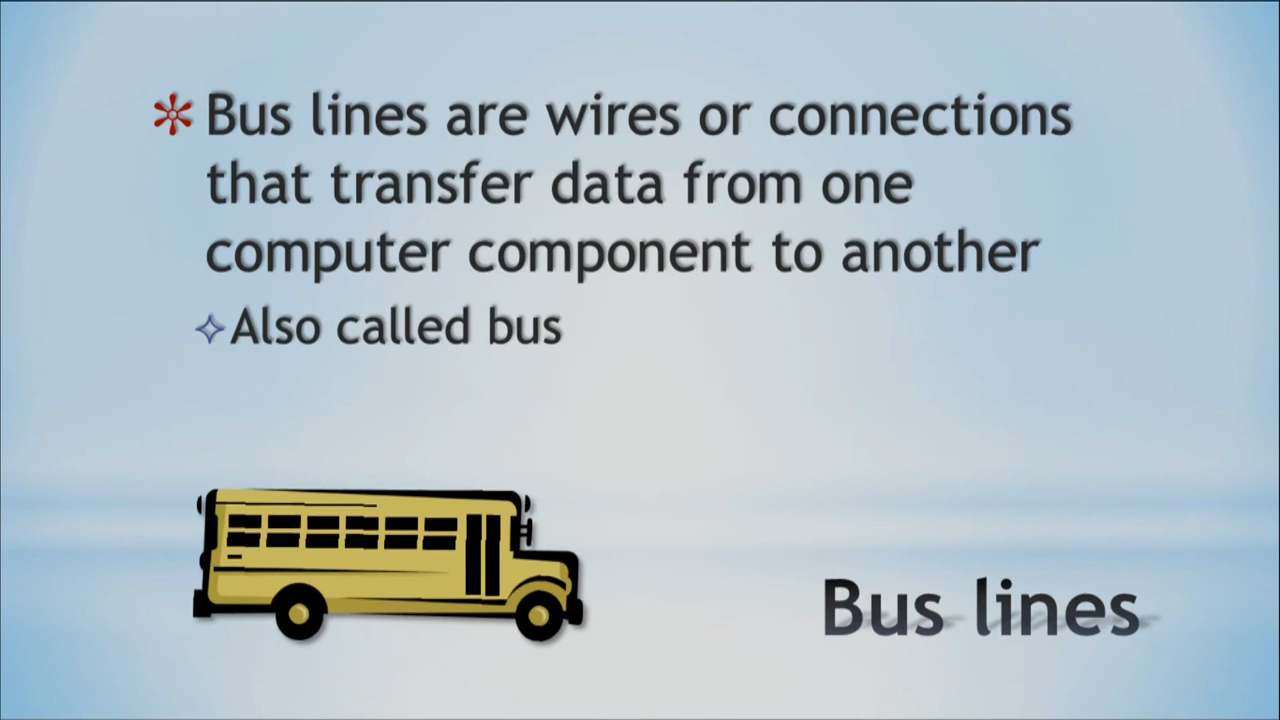 Bus lines are wires or connections
that transfer data from one
computer component to another
Also called bus
Bus lines